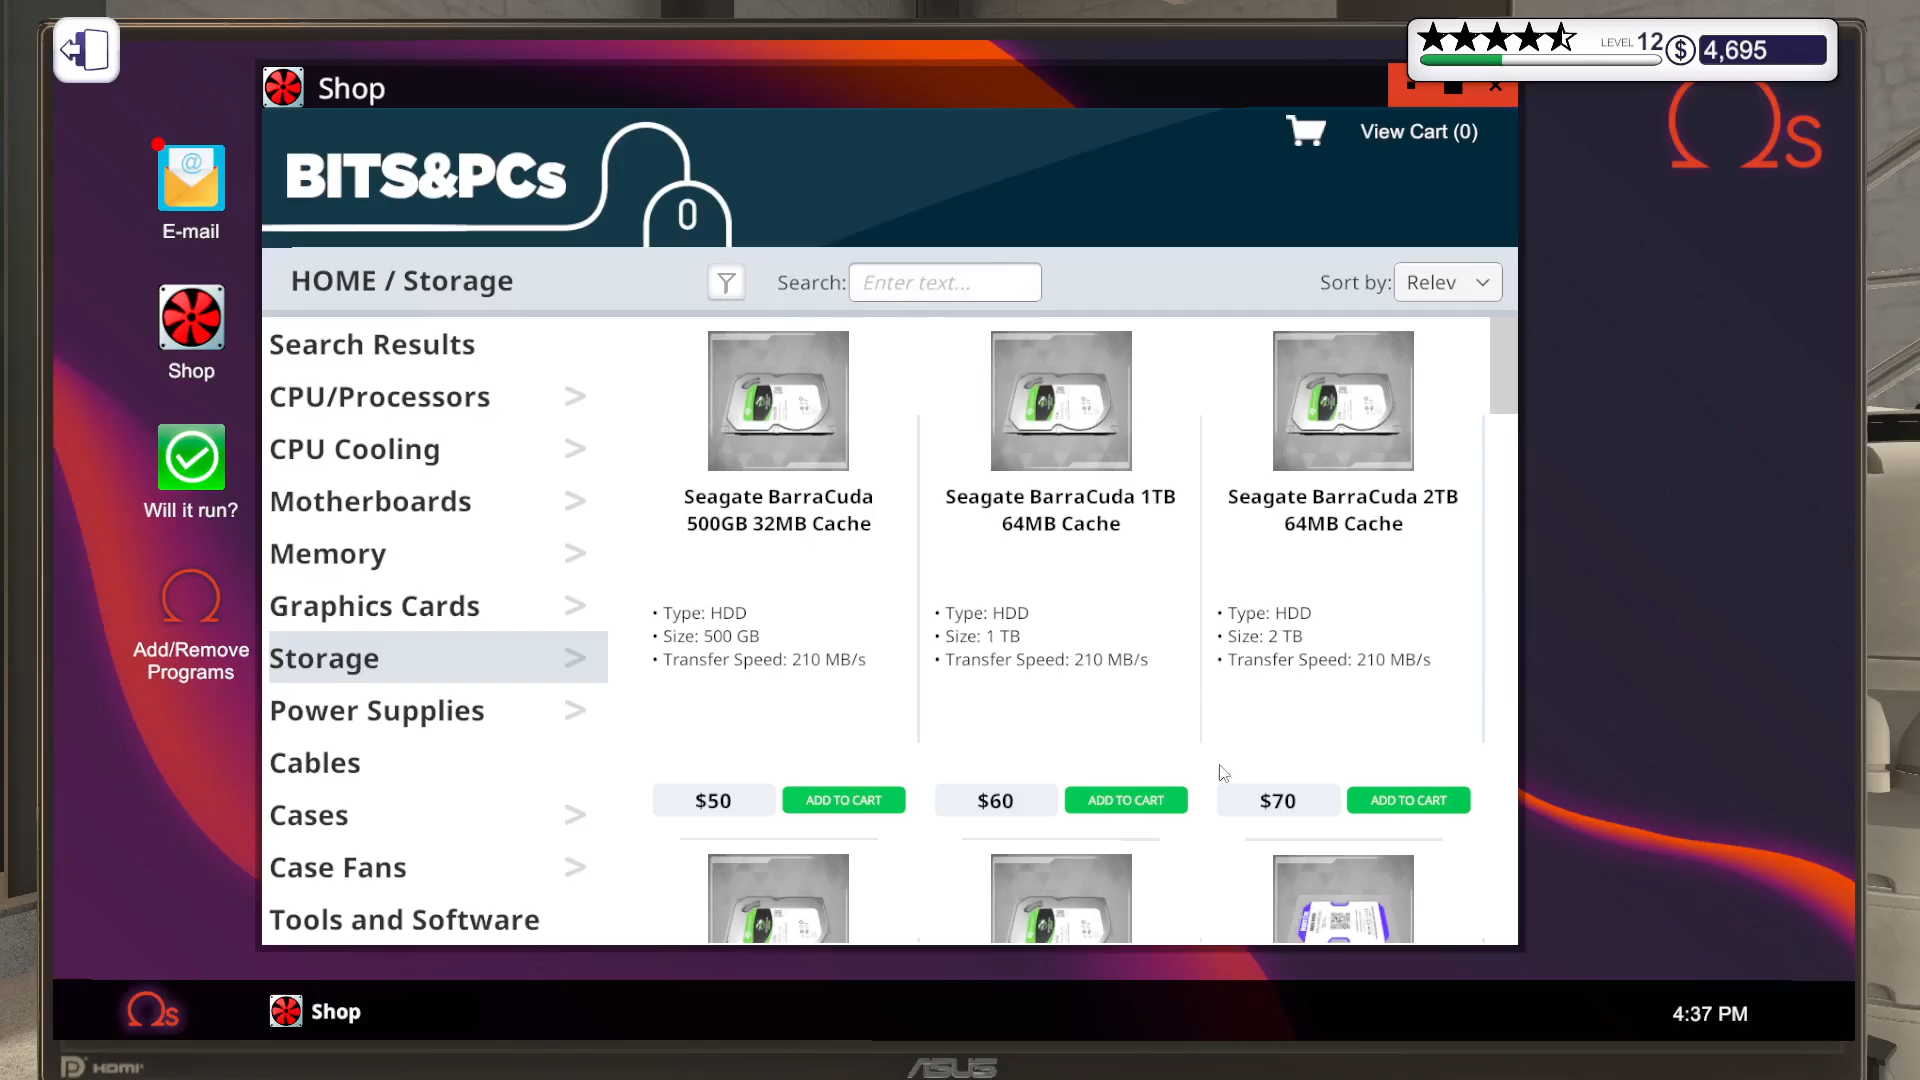 LEVEL 12
$ 4,695
Shop
View Cart (0)
BITS&PCs
E-mail
HOME / Storage
Search:
Enter text...
Sort by:
Relev
Shop
Will it run?
Add/Remove
Programs
Search Results
CPU/Processors >
CPU Cooling >
Motherboards >
Memory >
Graphics Cards >
Storage >
Power Supplies >
Cables
Cases >
Case Fans >
Tools and Software
Seagate BarraCuda
500GB 32MB Cache
• Type: HDD
• Size: 500 GB
• Transfer Speed: 210 MB/s
$50
ADD TO CART
Seagate BarraCuda 1TB
64MB Cache
• Type: HDD
• Size: 1 TB
• Transfer Speed: 210 MB/s
$60
ADD TO CART
Seagate BarraCuda 2TB
64MB Cache
• Type: HDD
• Size: 2 TB
• Transfer Speed: 210 MB/s
$70
ADD TO CART
Ωs
Ωs
Shop
4:37 PM
HDMI
ASUS